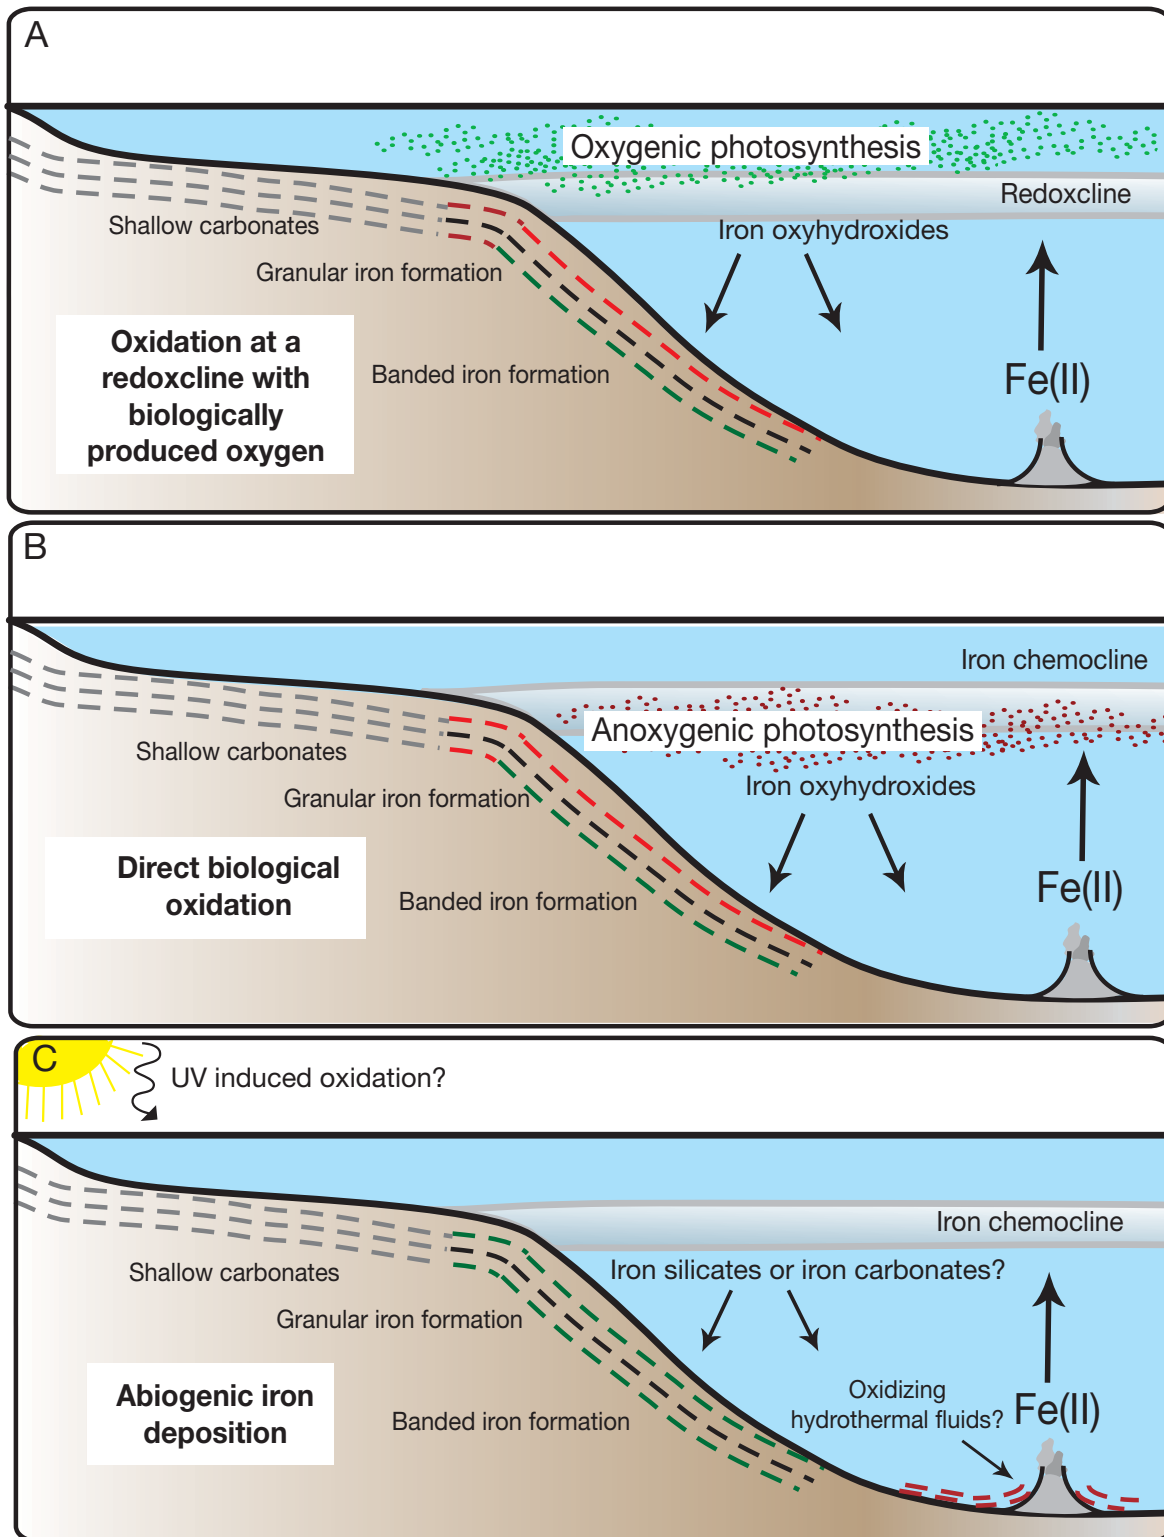 A
Oxygenic photosynthesis
Redoxcline
Shallow carbonates
Iron oxyhydroxides
Granular iron formation
Oxidation at a
redoxcline with
biologically
produced oxygen
Banded iron formation
Fe(II)
B
Iron chemocline
Anoxygenic photosynthesis
Shallow carbonates
Iron oxyhydroxides
Granular iron formation
Direct biological
oxidation
Banded iron formation
Fe(II)
C
UV induced oxidation?
Iron chemocline
Shallow carbonates
Iron silicates or iron carbonates?
Granular iron formation
Abiogenic iron
deposition
Banded iron formation
Oxidizing
hydrothermal fluids?
Fe(II)